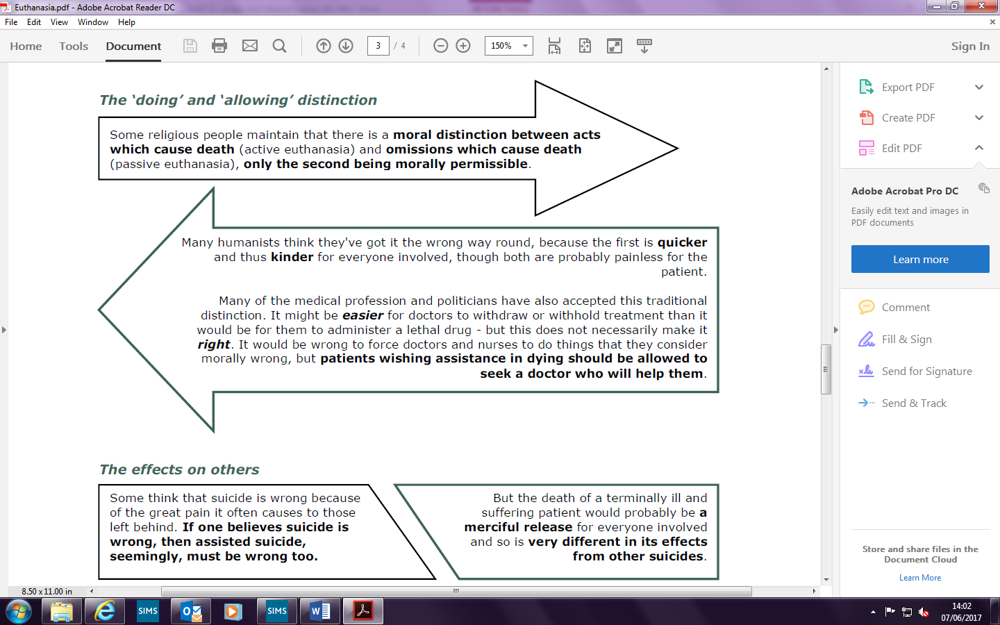 Euthanasia.pdf - Adobe Acrobat Reader DC
File Edit View Window Help
Home Tools Document 3 / 4 150% Sign In
The ‘doing’ and ‘allowing’ distinction
Some religious people maintain that there is a moral distinction between acts
which cause death (active euthanasia) and omissions which cause death
(passive euthanasia), only the second being morally permissible.
Many humanists think they've got it the wrong way round, because the first is quicker
and thus kinder for everyone involved, though both are probably painless for the
patient.
Many of the medical profession and politicians have also accepted this traditional
distinction. It might be easier for doctors to withdraw or withhold treatment than it
would be for them to administer a lethal drug - but this does not necessarily make it
right. It would be wrong to force doctors and nurses to do things that they consider
morally wrong, but patients wishing assistance in dying should be allowed to
seek a doctor who will help them.
The effects on others
Some think that suicide is wrong because
of the great pain it often causes to those
left behind. If one believes suicide is
wrong, then assisted suicide,
seemingly, must be wrong too.
But the death of a terminally ill and
suffering patient would probably be a
merciful release for everyone involved
and so is very different in its effects
from other suicides.
Export PDF
Create PDF
Edit PDF
Adobe Acrobat Pro DC
Easily edit text and images in
PDF documents
Learn more
Comment
Fill & Sign
Send for Signature
Send & Track
Store and share files in the
Document Cloud
Learn More
8.50 x 11.00 in
SIMS
SIMS
14:02
07/06/2017